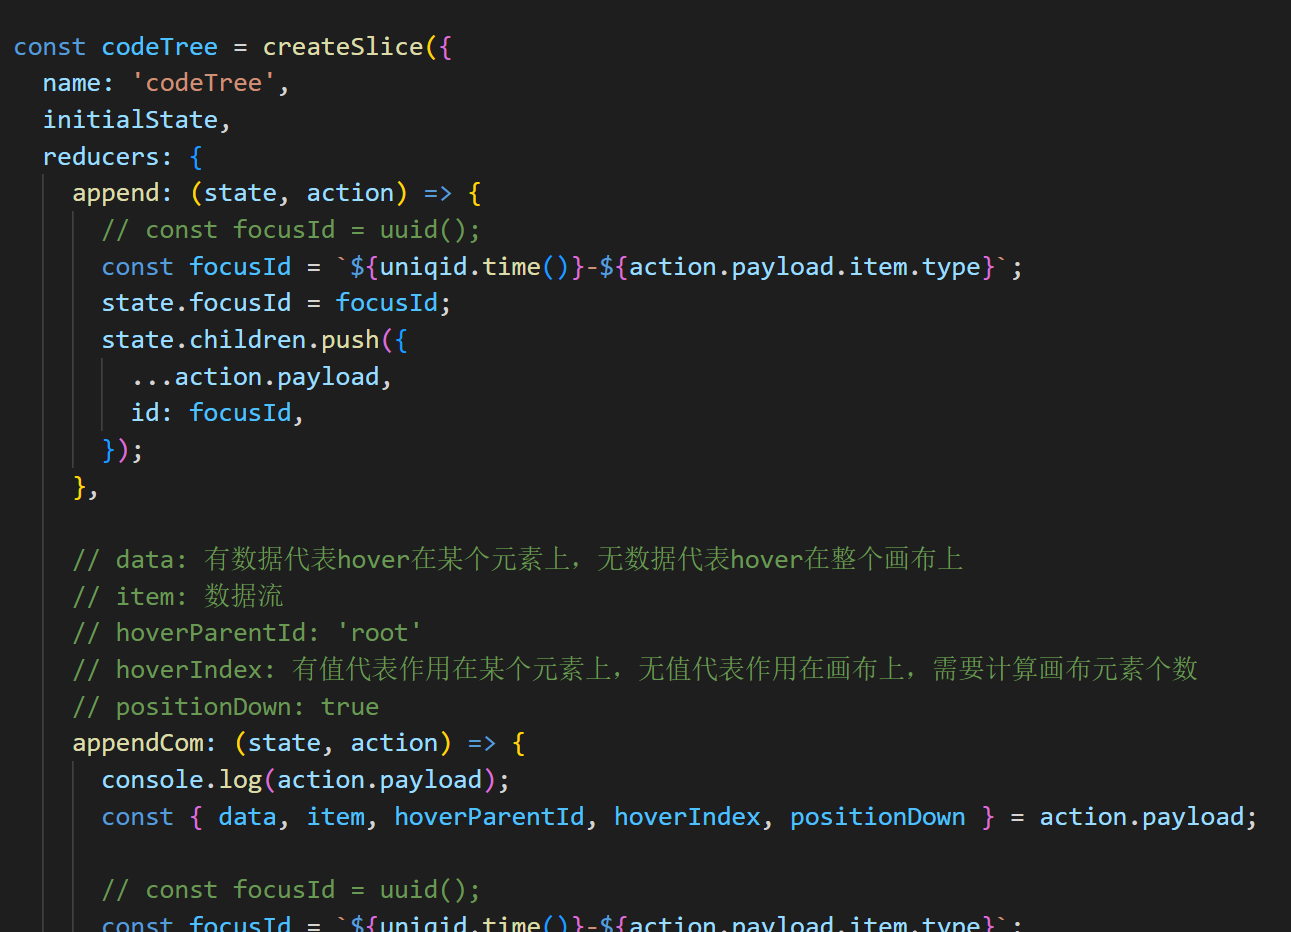 const codeTree = createSlice({
name: 'codeTree',
initialState,
reducers: {
append: (state, action) => {
// const focusId = uuid();
const focusId = `${uniqid.time()}-${action.payload.item.type}`;
state.focusId = focusId;
state.children.push({
...action.payload,
id: focusId,
});
},
// data: 有数据代表hover在某个元素上，无数据代表hover在整个画布上
// item: 数据流
// hoverParentId: 'root'
// hoverIndex: 有值代表作用在某个元素上，无值代表作用在画布上，需要计算画布元素个数
// positionDown: true
appendCom: (state, action) => {
console.log(action.payload);
const { data, item, hoverParentId, hoverIndex, positionDown } = action.payload;
// const focusId = uuid();
const focusId = `${uniqid.time()}-${action.payload.item.type}`;